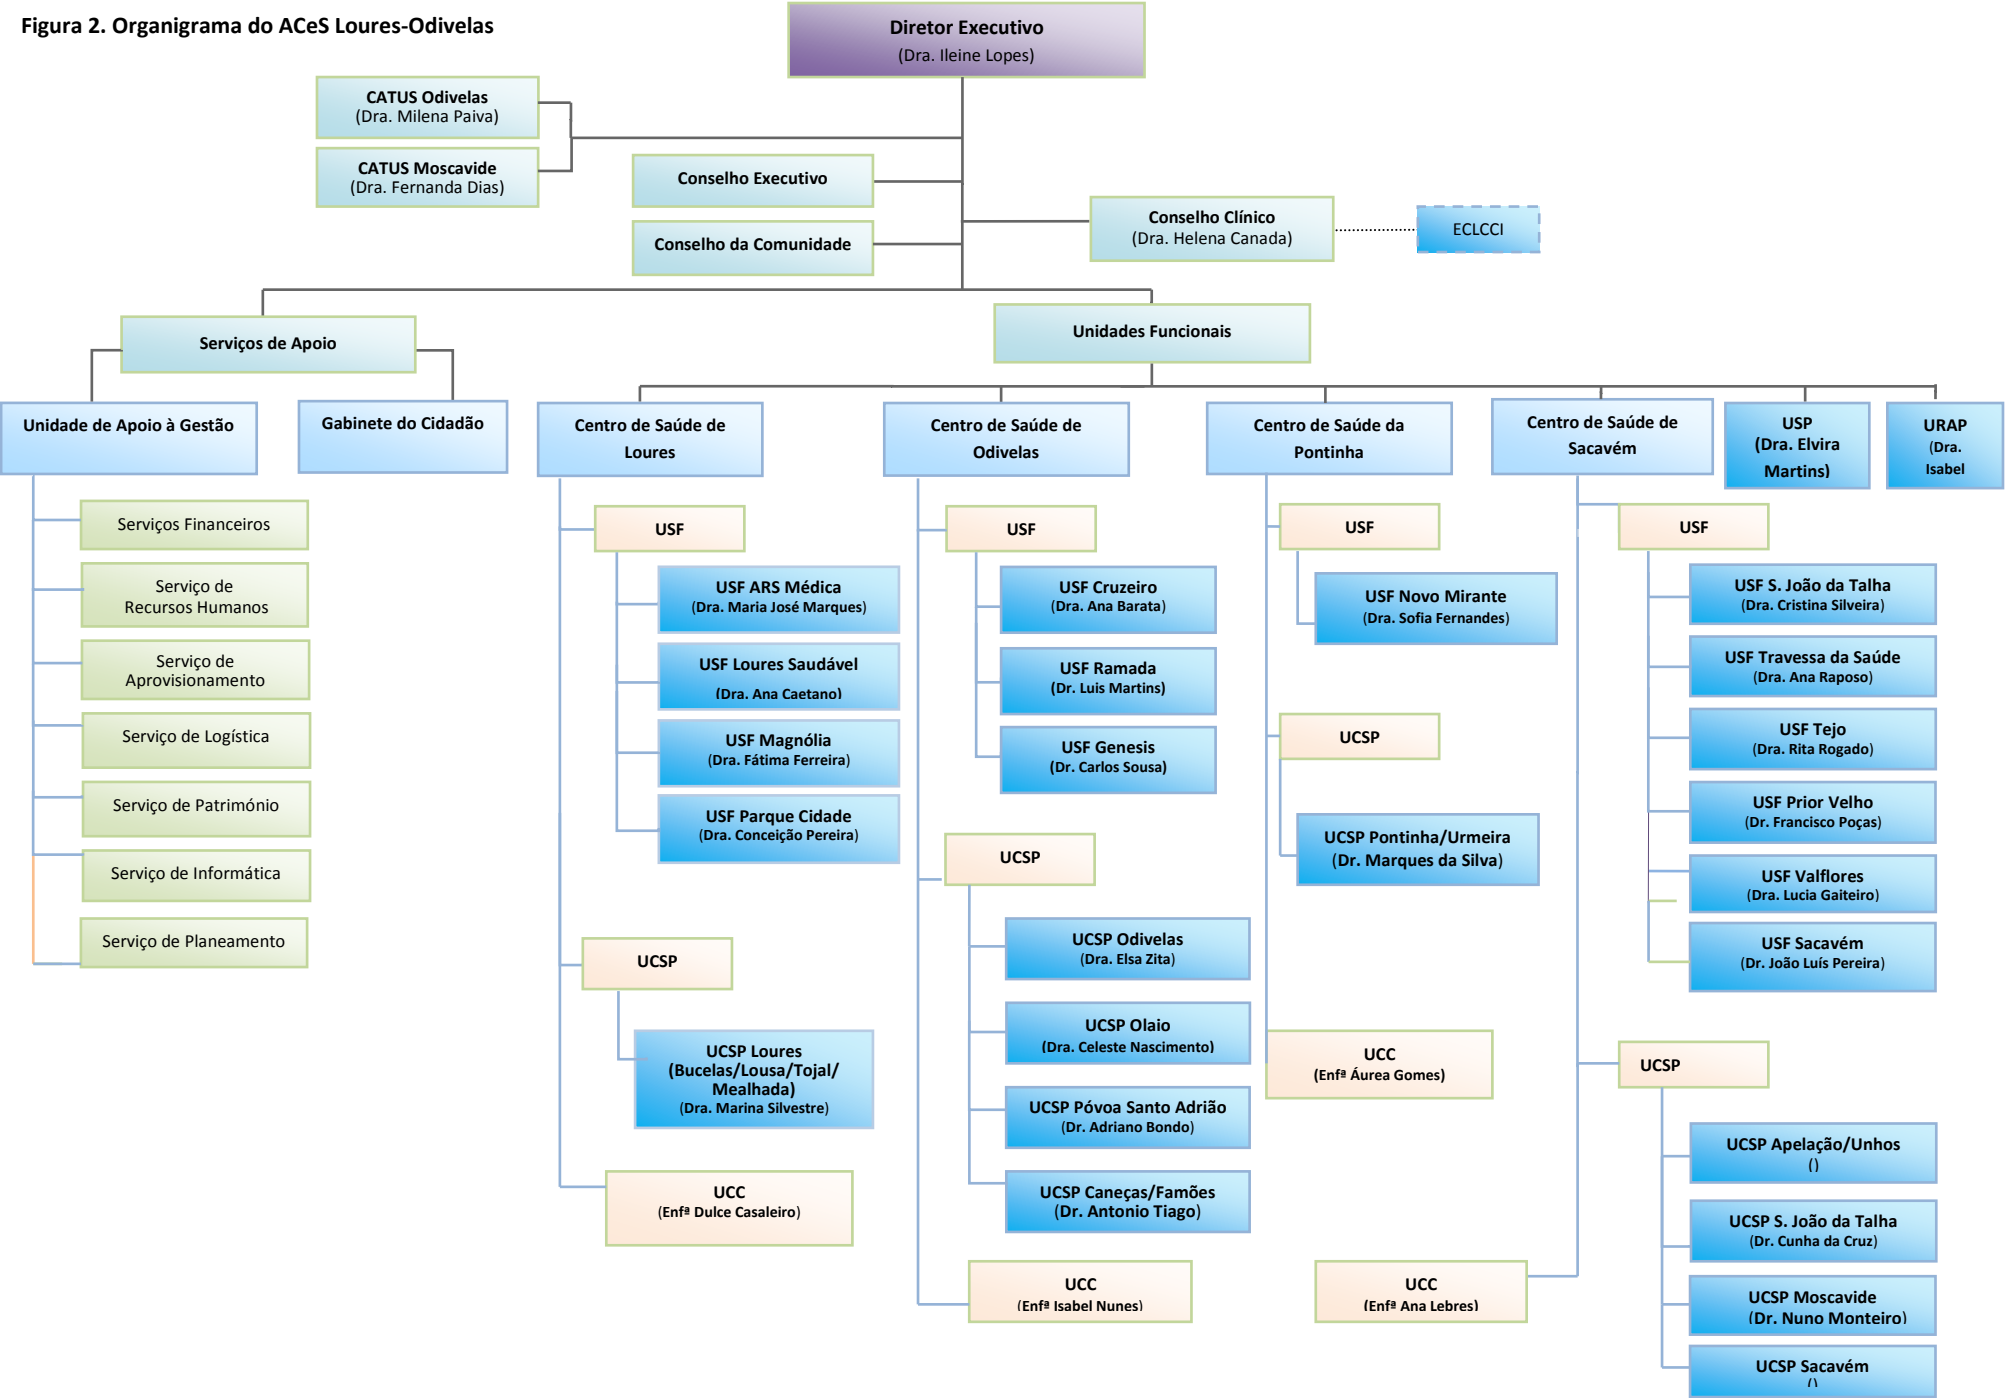 Figura 2. Organigrama do ACeS Loures-Odivelas
Diretor Executivo
(Dra. Ileine Lopes)
CATUS Odivelas
(Dra. Milena Paiva)
CATUS Moscavide
(Dra. Fernanda Dias)
Conselho Executivo
Conselho da Comunidade
Conselho Clínico
(Dra. Helena Canada)
ECLCCI
Serviços de Apoio
Unidades Funcionais
Unidade de Apoio à Gestão
Gabinete do Cidadão
Serviços Financeiros
Serviço de
Recursos Humanos
Serviço de
Aprovisionamento
Serviço de Logística
Serviço de Património
Serviço de Informática
Serviço de Planeamento
Centro de Saúde de
Loures
USF
USF ARS Médica
(Dra. Maria José Marques)
USF Loures Saudável
(Dra. Ana Caetano)
USF Magnólia
(Dra. Fátima Ferreira)
USF Parque Cidade
(Dra. Conceição Pereira)
UCSP
UCSP Loures
(Bucelas/Lousa/Tojal/
Mealhada)
(Dra. Marina Silvestre)
UCC
(Enfª Dulce Casaleiro)
Centro de Saúde de
Odivelas
USF
USF Cruzeiro
(Dra. Ana Barata)
USF Ramada
(Dr. Luis Martins)
USF Genesis
(Dr. Carlos Sousa)
UCSP
UCSP Odivelas
(Dra. Elsa Zita)
UCSP Olaio
(Dra. Celeste Nascimento)
UCSP Póvoa Santo Adrião
(Dr. Adriano Bondo)
UCSP Caneças/Famões
(Dr. Antonio Tiago)
UCC
(Enfª Isabel Nunes)
Centro de Saúde da
Pontinha
USF
USF Novo Mirante
(Dra. Sofia Fernandes)
UCSP
UCSP Pontinha/Urmeira
(Dr. Marques da Silva)
UCC
(Enfª Áurea Gomes)
Centro de Saúde de
Sacavém
USF
USF S. João da Talha
(Dra. Cristina Silveira)
USF Travessa da Saúde
(Dra. Ana Raposo)
USF Tejo
(Dra. Rita Rogado)
USF Prior Velho
(Dr. Francisco Poças)
USF Valflores
(Dra. Lucia Gaiteiro)
USF Sacavém
(Dr. João Luís Pereira)
UCSP
UCSP Apelação/Unhos
()
UCSP S. João da Talha
(Dr. Cunha da Cruz)
UCSP Moscavide
(Dr. Nuno Monteiro)
UCSP Sacavém
()
UCC
(Enfª Ana Lebres)
USP
(Dra. Elvira
Martins)
URAP
(Dra.
Isabel